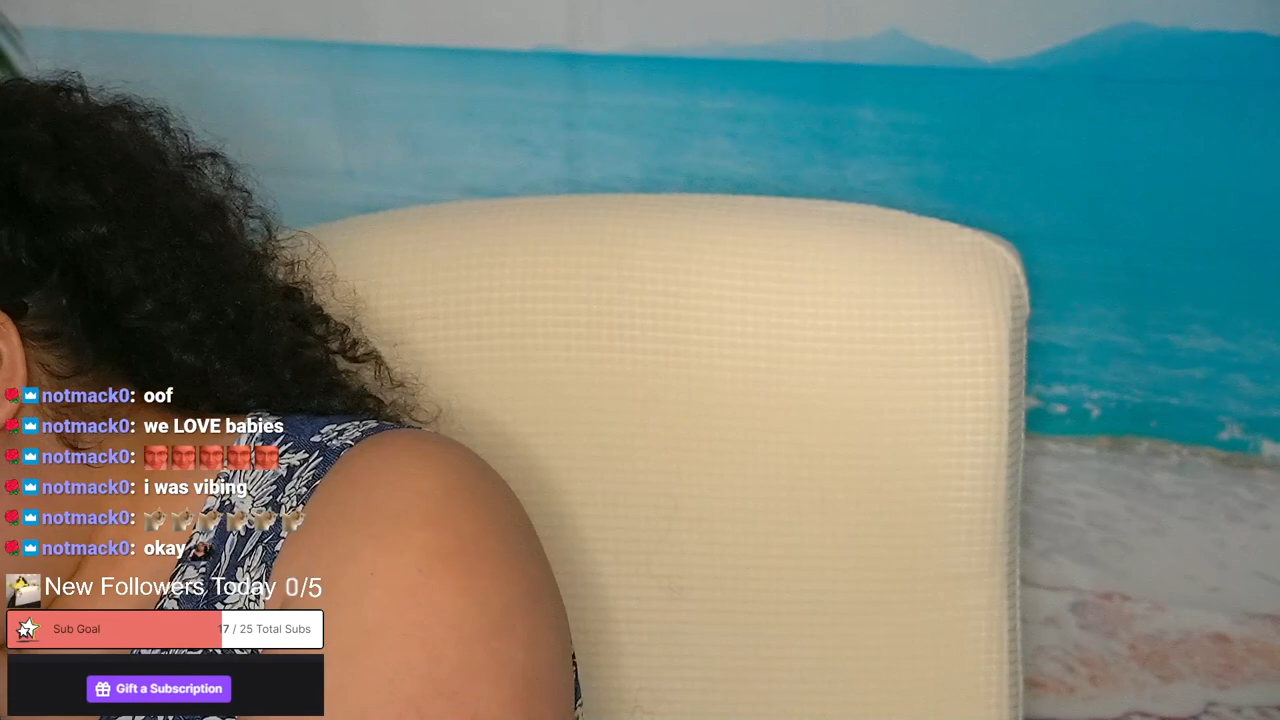 notmack0: oof
notmack0: we LOVE babies
notmack0:
notmack0: i was vibing
notmack0:
notmack0: okay
New Followers Today 0/5
Sub Goal 17 / 25 Total Subs
Gift a Subscription